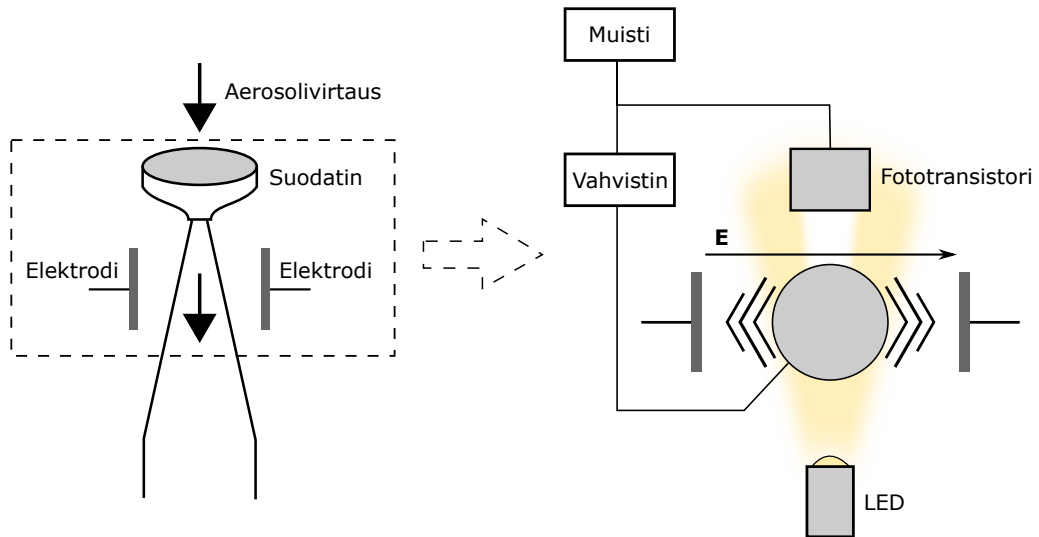 Aerosolivirtaus
Suodatin
Elektrodi
Elektrodi
Muisti
Vahvistin
Fototransistori
E
LED